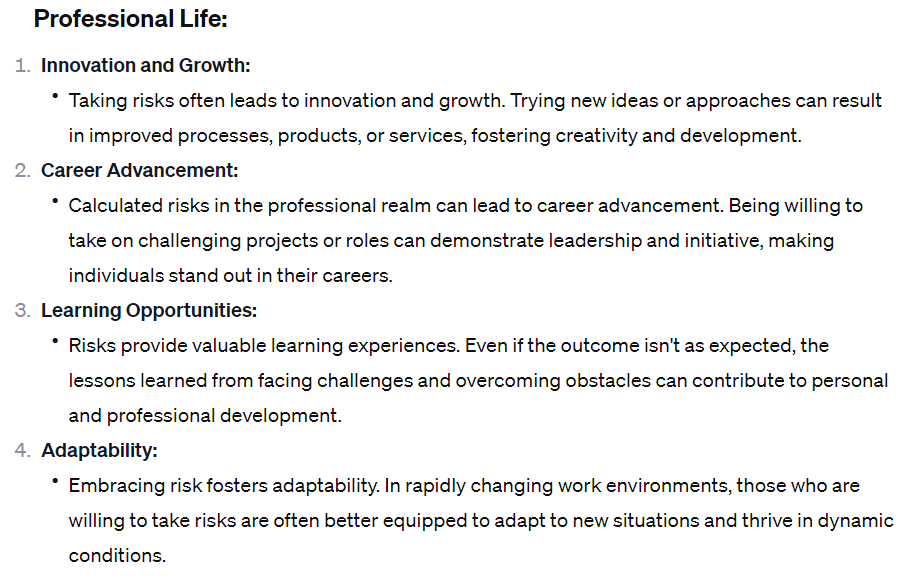 Professional Life:
1. Innovation and Growth:
• Taking risks often leads to innovation and growth. Trying new ideas or approaches can result
in improved processes, products, or services, fostering creativity and development.
2. Career Advancement:
• Calculated risks in the professional realm can lead to career advancement. Being willing to
take on challenging projects or roles can demonstrate leadership and initiative, making
individuals stand out in their careers.
3. Learning Opportunities:
• Risks provide valuable learning experiences. Even if the outcome isn't as expected, the
lessons learned from facing challenges and overcoming obstacles can contribute to personal
and professional development.
4. Adaptability:
• Embracing risk fosters adaptability. In rapidly changing work environments, those who are
willing to take risks are often better equipped to adapt to new situations and thrive in dynamic
conditions.